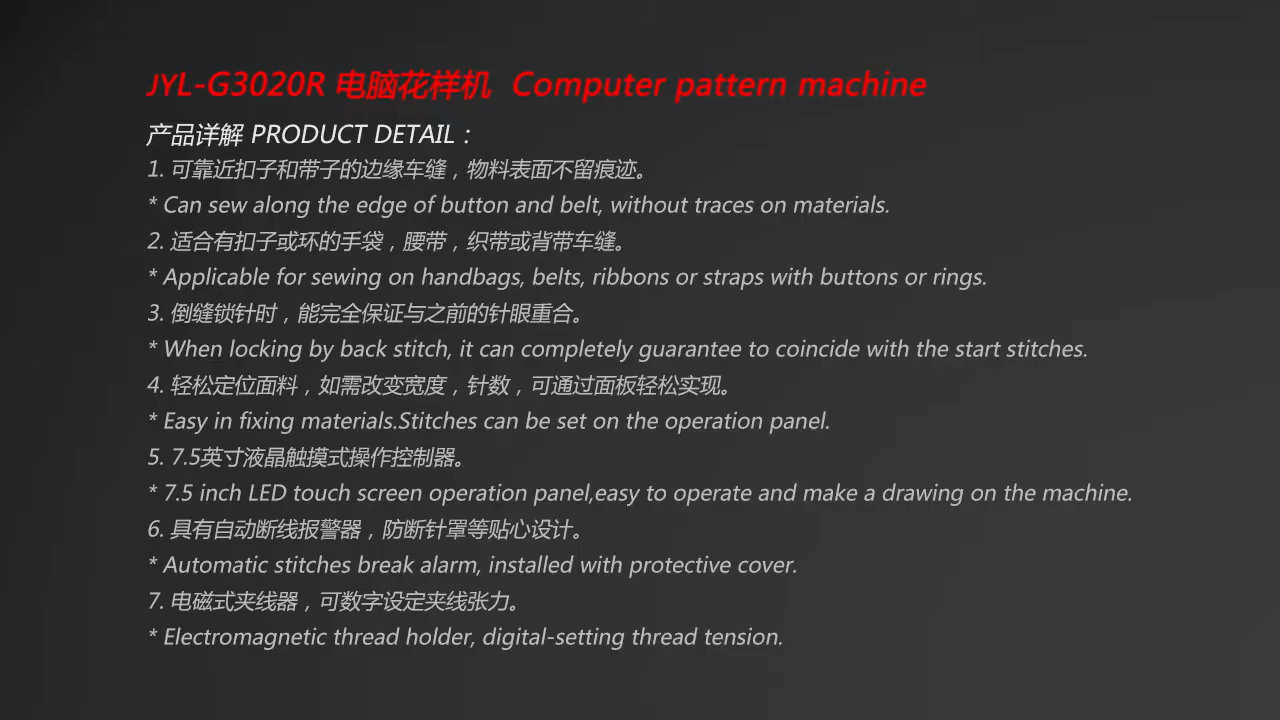 JYL-G3020R 电脑花样机 Computer pattern machine
产品详解 PRODUCT DETAIL：
1. 可靠近扣子和带子的边缘车缝，物料表面不留痕迹。
* Can sew along the edge of button and belt, without traces on materials.
2. 适合有扣子或环的手袋，腰带，织带或背带车缝。
* Applicable for sewing on handbags, belts, ribbons or straps with buttons or rings.
3. 倒缝锁针时，能完全保证与之前的针眼重合。
* When locking by back stitch, it can completely guarantee to coincide with the start stitches.
4. 轻松定位面料，如需改变宽度，针数，可通过面板轻松实现。
* Easy in fixing materials.Stitches can be set on the operation panel.
5. 7.5英寸液晶触摸式操作控制器。
* 7.5 inch LED touch screen operation panel,easy to operate and make a drawing on the machine.
6. 具有自动断线报警器，防断针罩等贴心设计。
* Automatic stitches break alarm, installed with protective cover.
7. 电磁式夹线器，可数字设定夹线张力。
* Electromagnetic thread holder, digital-setting thread tension.